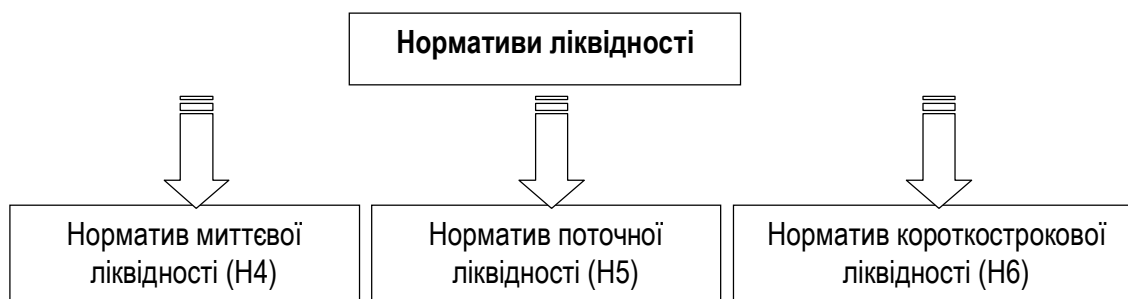 Нормативи ліквідності
Норматив миттєвої
ліквідності (Н4)
Норматив поточної
ліквідності (Н5)
Норматив короткострокової
ліквідності (Н6)